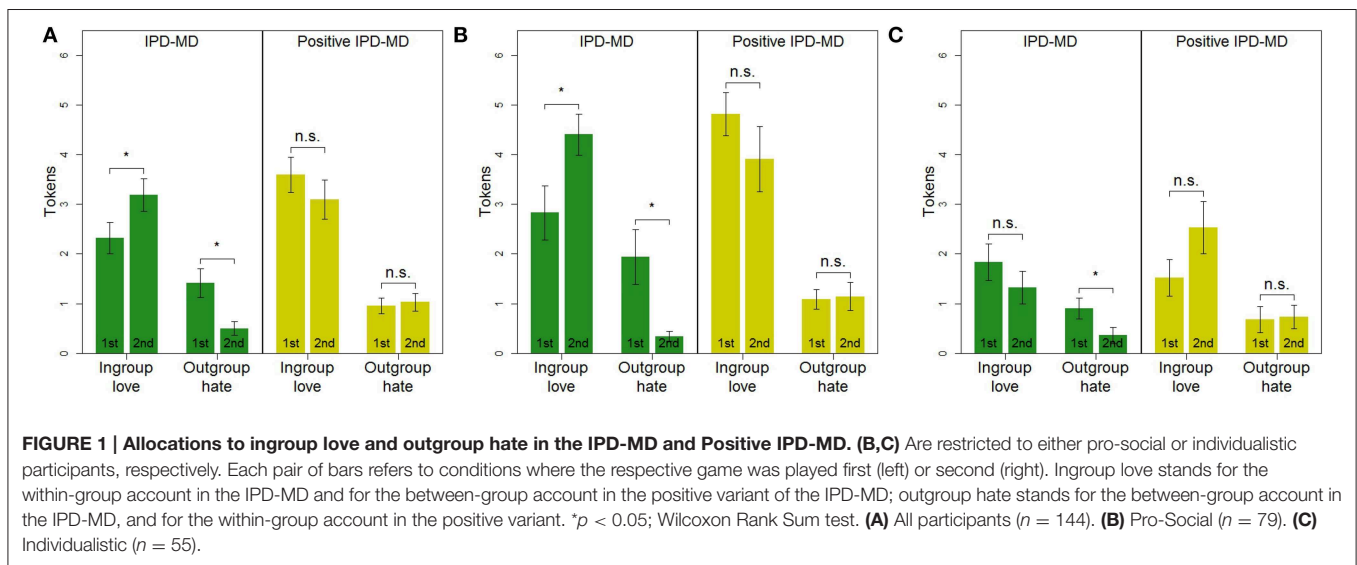 A
IPD-MD
Positive IPD-MD
Tokens
0
1
2
3
4
5
6
*
*
n.s.
n.s.
1st
2nd
1st
2nd
1st
2nd
1st
2nd
Ingroup love
Outgroup hate
Ingroup love
Outgroup hate
B
IPD-MD
Positive IPD-MD
Tokens
0
1
2
3
4
5
6
*
*
n.s.
n.s.
1st
2nd
1st
2nd
1st
2nd
1st
2nd
Ingroup love
Outgroup hate
Ingroup love
Outgroup hate
C
IPD-MD
Positive IPD-MD
Tokens
0
1
2
3
4
5
6
n.s.
*
n.s.
n.s.
1st
2nd
1st
2nd
1st
2nd
1st
2nd
Ingroup love
Outgroup hate
Ingroup love
Outgroup hate
FIGURE 1 | Allocations to ingroup love and outgroup hate in the IPD-MD and Positive IPD-MD. (B,C) Are restricted to either pro-social or individualistic
participants, respectively. Each pair of bars refers to conditions where the respective game was played first (left) or second (right). Ingroup love stands for the
within-group account in the IPD-MD and for the between-group account in the positive variant of the IPD-MD; outgroup hate stands for the between-group account in
the IPD-MD, and for the within-group account in the positive variant. *p < 0.05; Wilcoxon Rank Sum test. (A) All participants (n = 144). (B) Pro-Social (n = 79). (C)
Individualistic (n = 55).